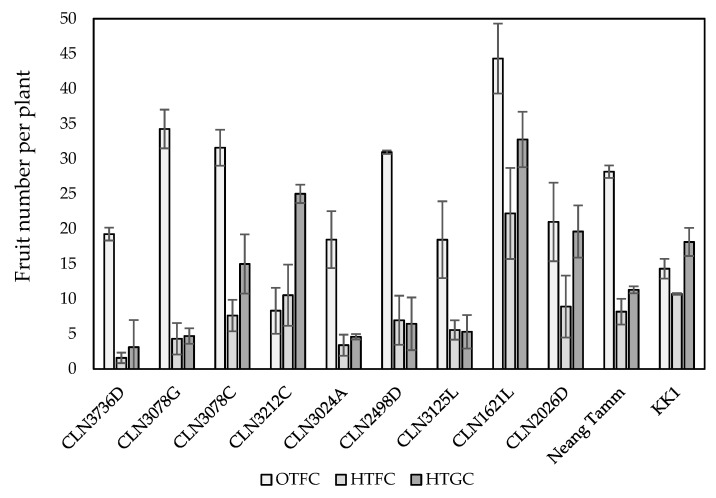 Fruit number per plant
50
45
40
35
30
25
20
15
10
5
0
CLN3736D
CLN3078G
CLN3078C
CLN3212C
CLN3024A
CLN2498D
CLN3125L
CLN1621L
CLN2026D
Neang Tamm
KK1
OTFC HTFC HTGC